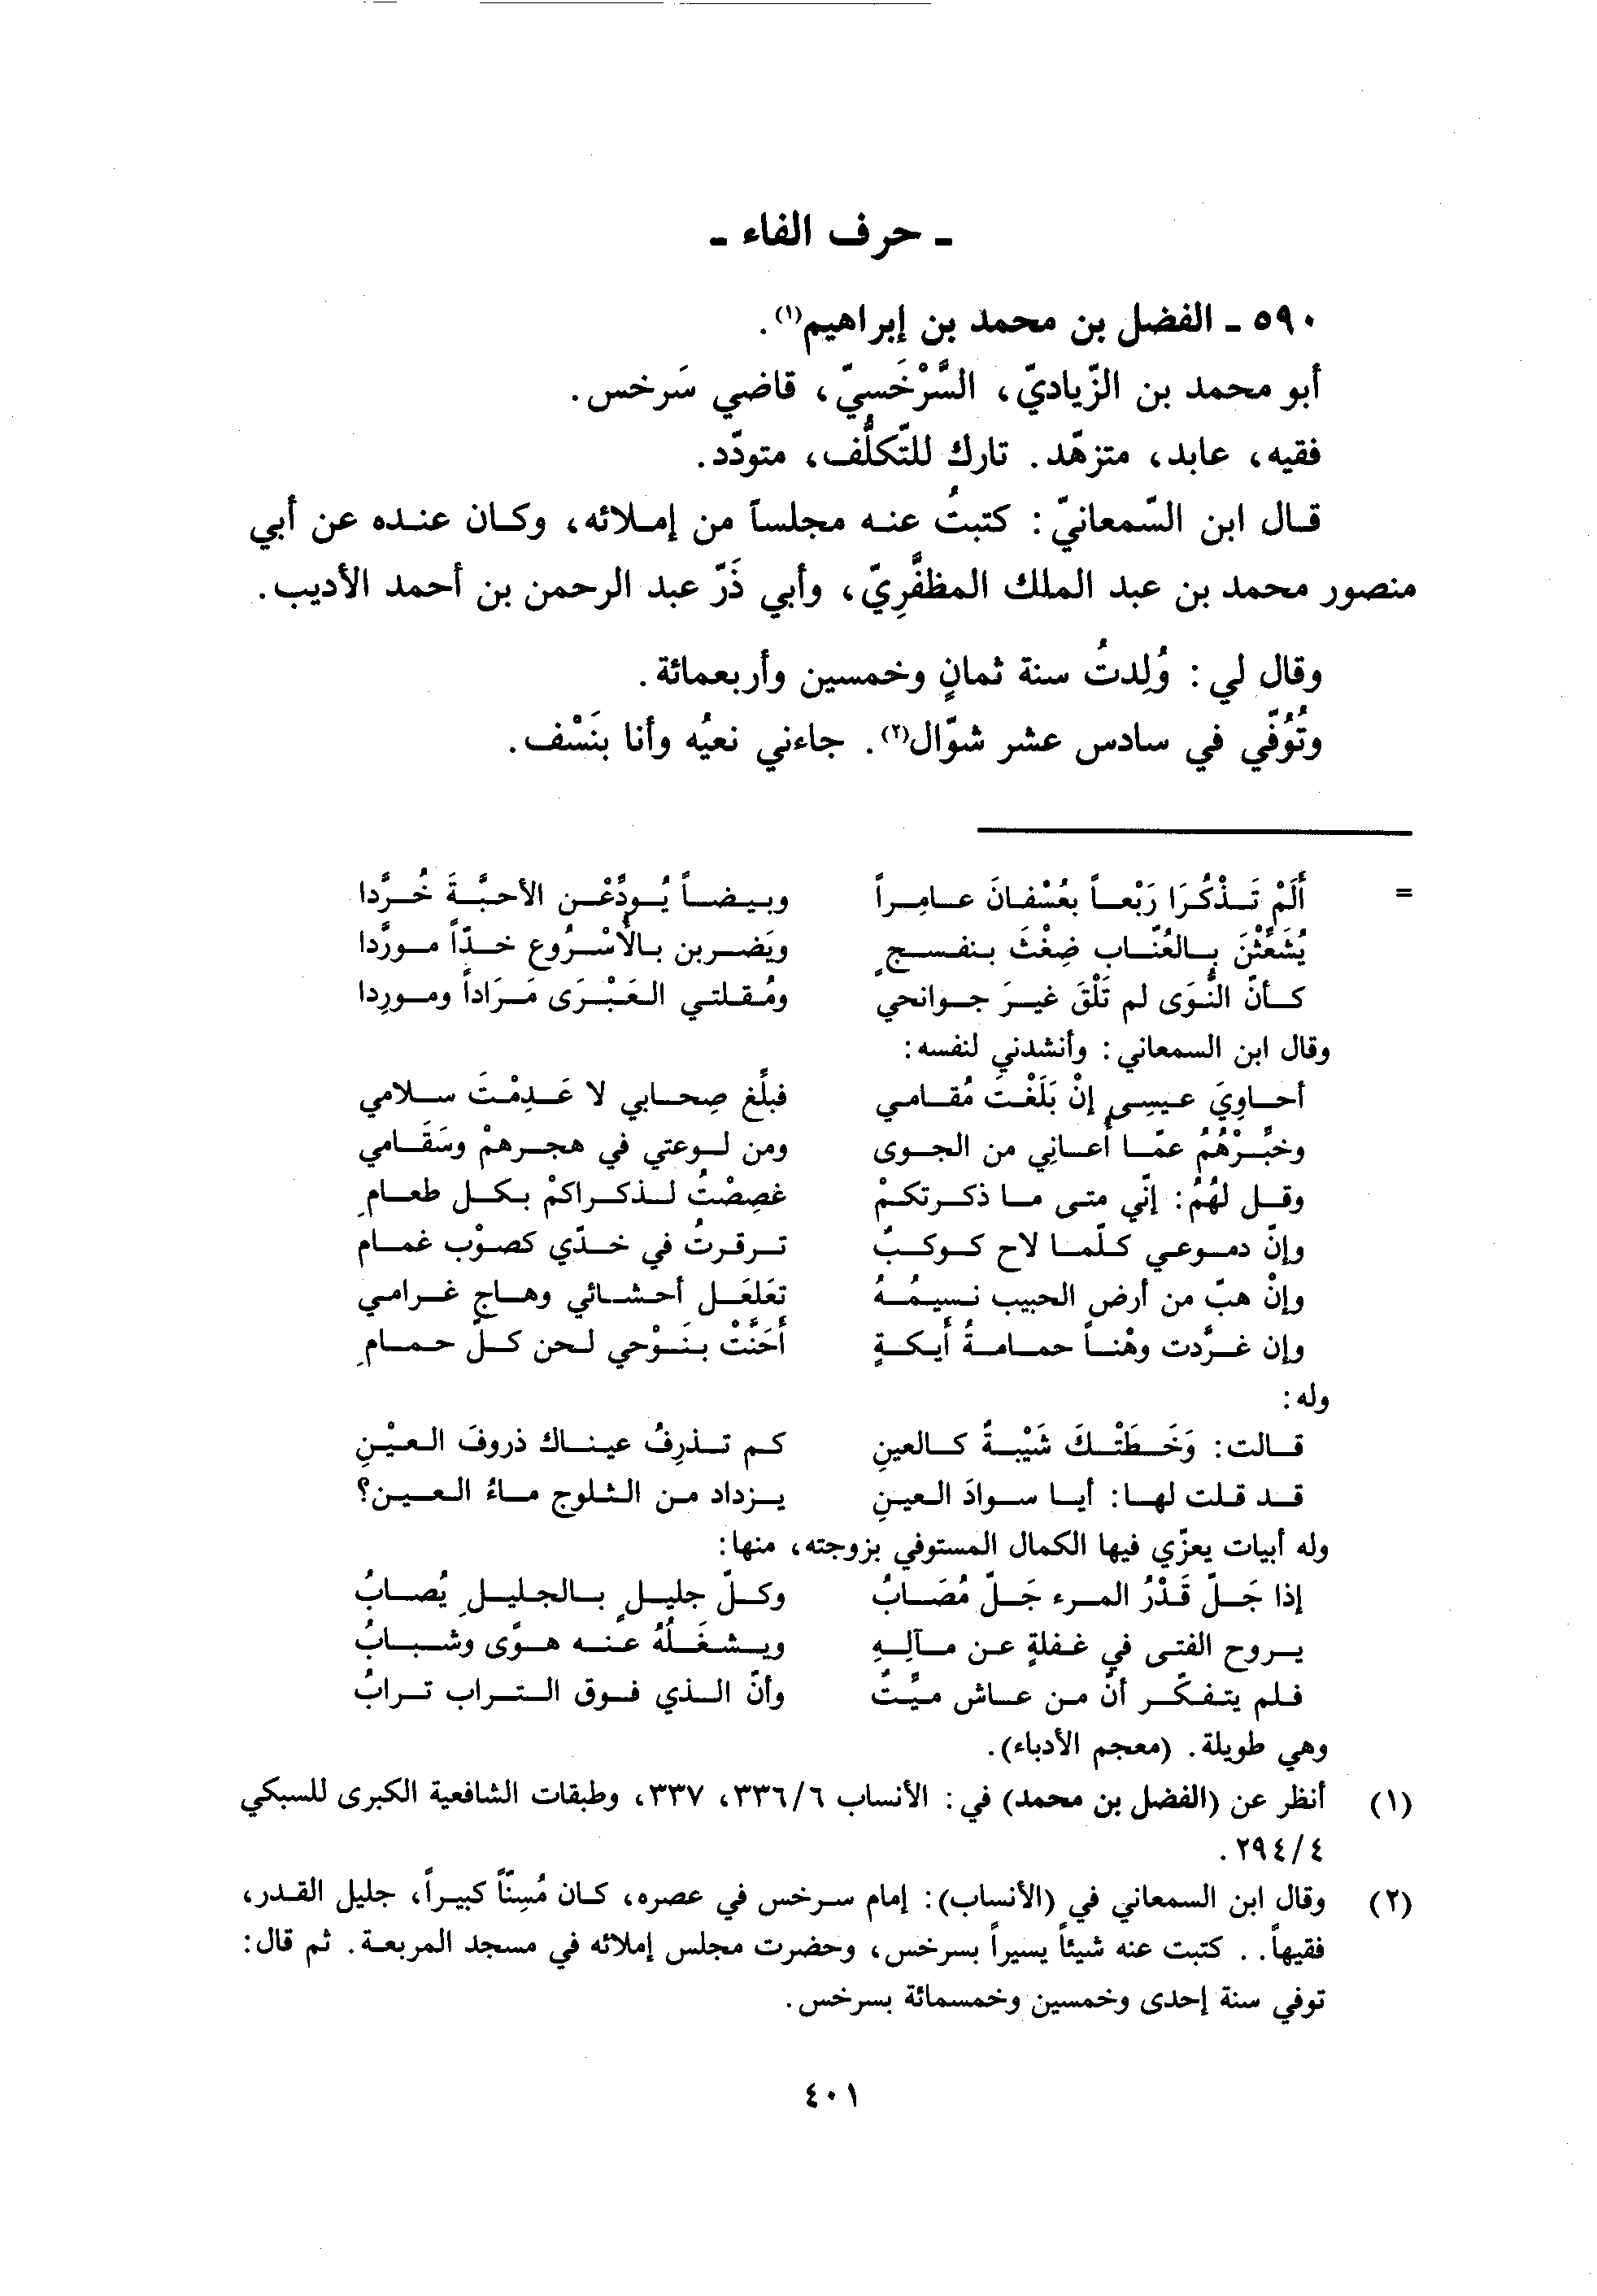 ـ حرف الفاء ـ
٥٩٠ ـ الفضل بن محمد بن إبراهيم(١).
أبو محمد بن الزّياديّ، السَّرْخَسيّ، قاضي سَرخس.
فقيه، عابد، متزهّد. تارك للتّكلُّف، متودّد.
قال ابن السّمعانيّ: كتبتُ عنه مجلساً من إملائه، وكان عنده عن أبي
منصور محمد بن عبد الملك المظفَّرِيّ، وأبي ذَرّ عبد الرحمن بن أحمد الأديب.
وقال لي: وُلِدتُ سنة ثمانٍ وخمسين وأربعمائة.
وتُوُفّي في سادس عشر شوّال(٢). جاءني نعيُه وأنا بنَسْف.
= أَلَمْ تَذْكُرَا رَبْعاً بعُسْفانَ عامِراً وبيضاً يُودِّعْن الأحبَّةَ خُرَّدا
يُشَعِّثْنَ بالعُنّاب ضِغْثَ بنفسجٍ ويَضربن بالأُسْرُوع خدّاً مورَّدا
كأنّ النَّوَى لم تَلْقَ غيرَ جوانحي ومُقلتي العَبْرَى مَرَاداً وموردا
وقال ابن السمعاني: وأنشدني لنفسه:
أحاوِيَ عيسِي إنْ بَلَغْتَ مُقامي فبلِّغ صِحابي لا عَدِمْتَ سلامي
وخبِّرْهُمُ عمّا أُعانِي من الجوى ومن لوعتي في هجرهمْ وسَقَامي
وقل لهُمُ: إنّي متى ما ذكرتكمْ غصِصْتُ لذكراكمْ بكل طعامِ
وإنّ دموعي كلّما لاح كوكبٌ ترقرتُ في خدّي كصوْب غمام
وإنْ هبّ من أرض الحبيب نسيمُهُ تعَلعَل أحشائي وهاج غرامي
وإن غرّدت وهْناً حمامةُ أيكةٍ أَحَنَّتْ بنَوْحي لحن كلّ حمامِ
وله:
قالت: وَخَطَتْكَ شَيْبةٌ كالعينِ كم تذرِفُ عيناك ذروفَ العيْنِ
قد قلت لها: أيا سوادَ العينِ يزداد من الثلوج ماءُ العين؟
وله أبيات يعزّي فيها الكمال المستوفي بزوجته، منها:
إذا جَلّ قَدْرُ المرء جَلّ مُصَابُ وكلّ جليلٍ بالجليلِ يُصابُ
يروح الفتى في غفلةٍ عن مآلِهِ ويشغَلُهُ عنه هوًى وشبابُ
فلم يتفكّر أنّ من عاش ميّتٌ وأنّ الذي فوق التراب ترابُ
وهي طويلة. (معجم الأدباء).
(١) أنظر عن (الفضل بن محمد) في: الأنساب ٣٣٦/٦، ٣٣٧، وطبقات الشافعية الكبرى للسبكي
٢٩٤/٤.
(٢) وقال ابن السمعاني في (الأنساب): إمام سرخس في عصره، كان مُسِنّاً كبيراً، جليل القدر،
فقيهاً.. كتبت عنه شيئاً يسيراً بسرخس، وحضرت مجلس إملائه في مسجد المربعة. ثم قال:
توفي سنة إحدى وخمسين وخمسمائة بسرخس.
٤٠١